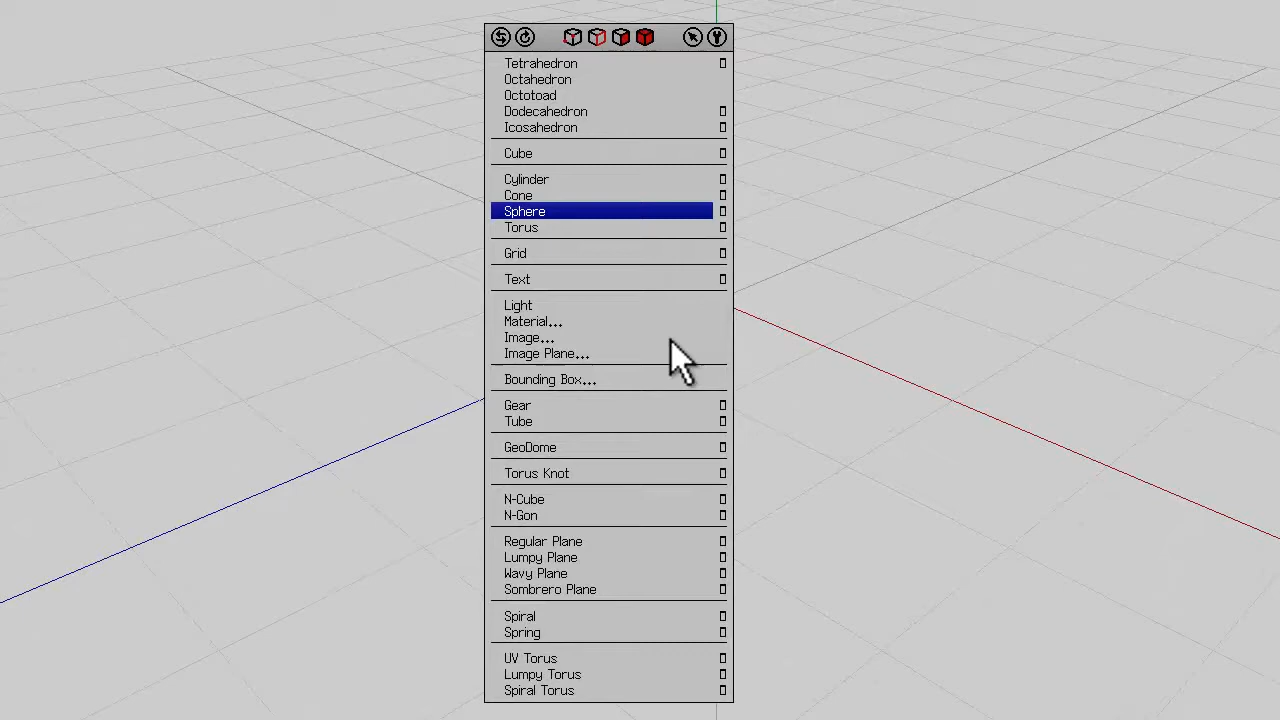 Tetrahedron
Octahedron
Octotoad
Dodecahedron
Icosahedron
Cube
Cylinder
Cone
Sphere
Torus
Grid
Text
Light
Material...
Image...
Image Plane...
Bounding Box...
Gear
Tube
GeoDome
Torus Knot
N-Cube
N-Gon
Regular Plane
Lumpy Plane
Wavy Plane
Sombrero Plane
Spiral
Spring
UV Torus
Lumpy Torus
Spiral Torus